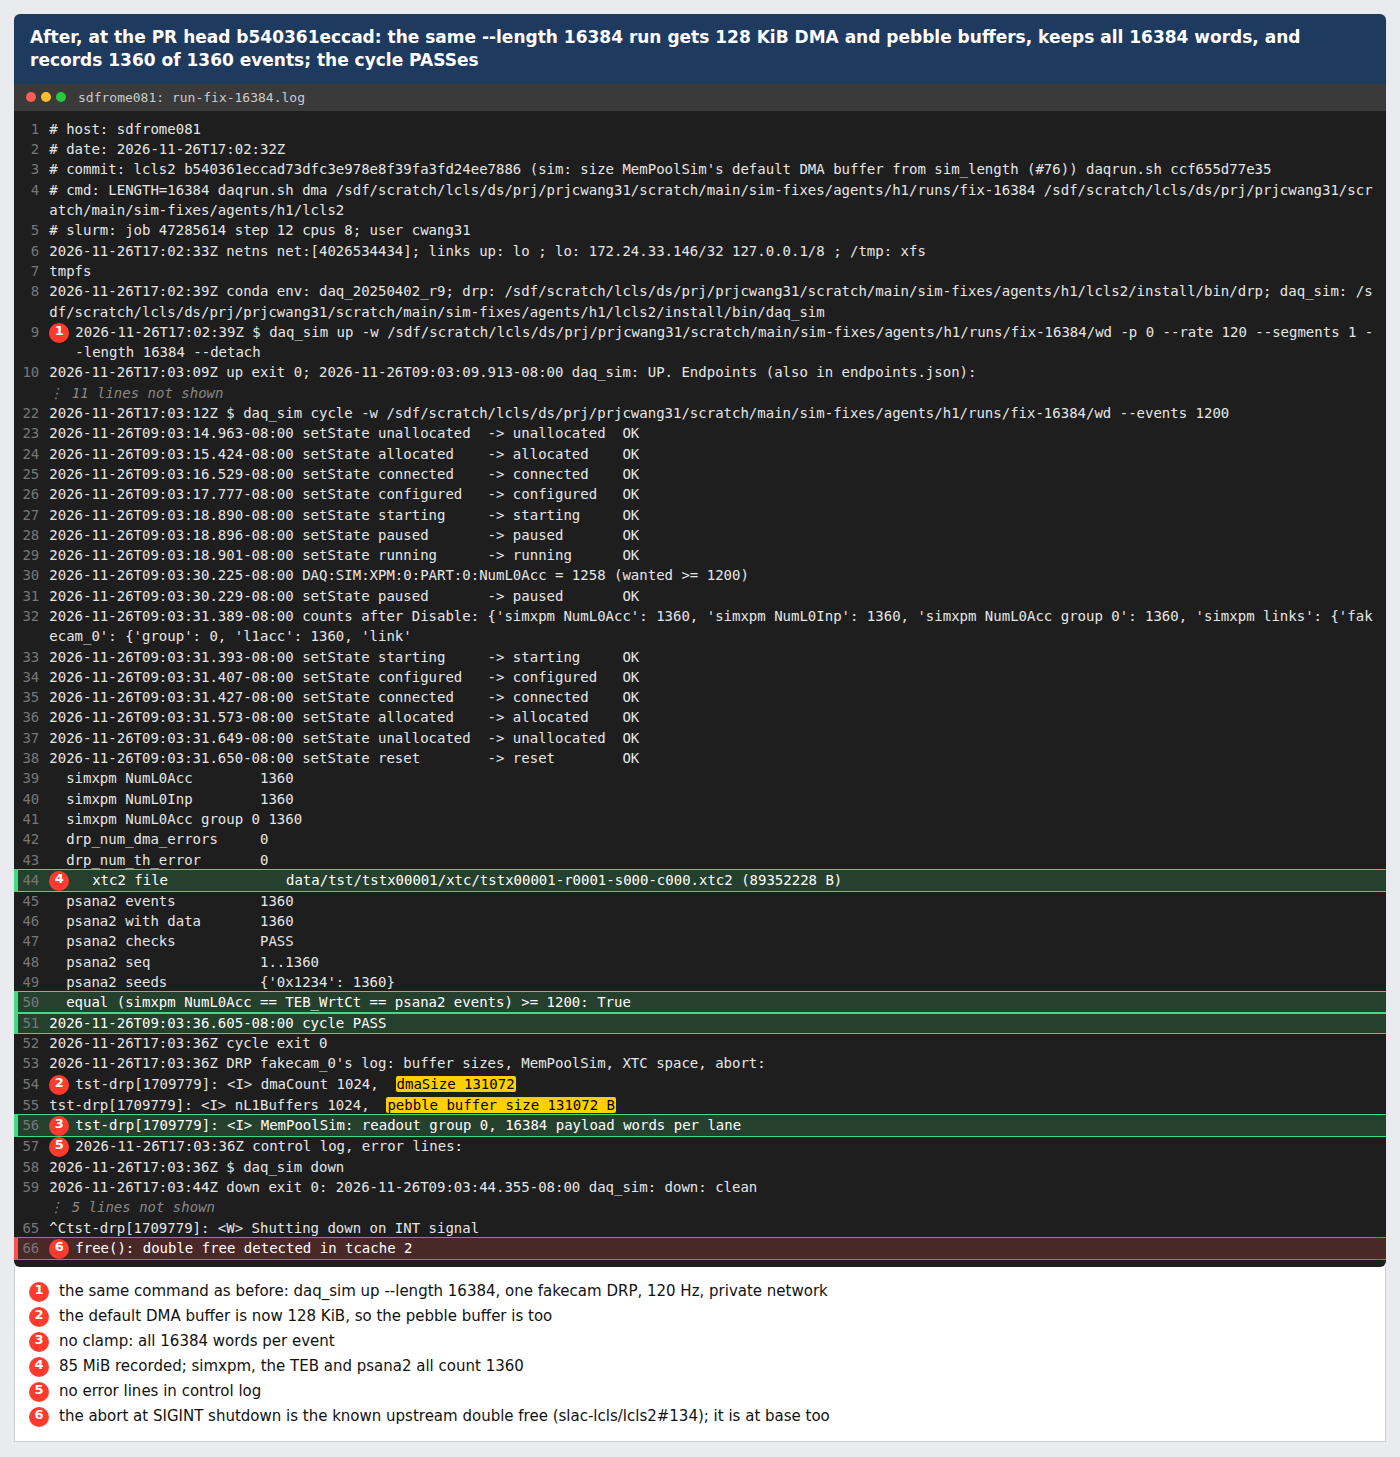 After, at the PR head b540361eccad: the same --length 16384 run gets 128 KiB DMA and pebble buffers, keeps all 16384 words, and
records 1360 of 1360 events; the cycle PASSes
sdfrome081: run-fix-16384.log
1 # host: sdfrome081
2 # date: 2026-11-26T17:02:32Z
3 # commit: lcls2 b540361eccad73dfc3e978e8f39fa3fd24ee7886 (sim: size MemPoolSim's default DMA buffer from sim_length (#76)) daqrun.sh ccf655d77e35
4 # cmd: LENGTH=16384 daqrun.sh dma /sdf/scratch/lcls/ds/prj/prjcwang31/scratch/main/sim-fixes/agents/h1/runs/fix-16384 /sdf/scratch/lcls/ds/prj/prjcwang31/scr
atch/main/sim-fixes/agents/h1/lcls2
5 # slurm: job 47285614 step 12 cpus 8; user cwang31
6 2026-11-26T17:02:33Z netns net:[4026534434]; links up: lo ; lo: 172.24.33.146/32 127.0.0.1/8 ; /tmp: xfs
7 tmpfs
8 2026-11-26T17:02:39Z conda env: daq_20250402_r9; drp: /sdf/scratch/lcls/ds/prj/prjcwang31/scratch/main/sim-fixes/agents/h1/lcls2/install/bin/drp; daq_sim: /s
df/scratch/lcls/ds/prj/prjcwang31/scratch/main/sim-fixes/agents/h1/lcls2/install/bin/daq_sim
9 1 2026-11-26T17:02:39Z $ daq_sim up -w /sdf/scratch/lcls/ds/prj/prjcwang31/scratch/main/sim-fixes/agents/h1/runs/fix-16384/wd -p 0 --rate 120 --segments 1 -
-length 16384 --detach
10 2026-11-26T17:03:09Z up exit 0; 2026-11-26T09:03:09.913-08:00 daq_sim: UP. Endpoints (also in endpoints.json):
⋮ 11 lines not shown
22 2026-11-26T17:03:12Z $ daq_sim cycle -w /sdf/scratch/lcls/ds/prj/prjcwang31/scratch/main/sim-fixes/agents/h1/runs/fix-16384/wd --events 1200
23 2026-11-26T09:03:14.963-08:00 setState unallocated  -> unallocated  OK
24 2026-11-26T09:03:15.424-08:00 setState allocated    -> allocated    OK
25 2026-11-26T09:03:16.529-08:00 setState connected    -> connected    OK
26 2026-11-26T09:03:17.777-08:00 setState configured   -> configured   OK
27 2026-11-26T09:03:18.890-08:00 setState starting     -> starting     OK
28 2026-11-26T09:03:18.896-08:00 setState paused       -> paused       OK
29 2026-11-26T09:03:18.901-08:00 setState running      -> running      OK
30 2026-11-26T09:03:30.225-08:00 DAQ:SIM:XPM:0:PART:0:NumL0Acc = 1258 (wanted >= 1200)
31 2026-11-26T09:03:30.229-08:00 setState paused       -> paused       OK
32 2026-11-26T09:03:31.389-08:00 counts after Disable: {'simxpm NumL0Acc': 1360, 'simxpm NumL0Inp': 1360, 'simxpm NumL0Acc group 0': 1360, 'simxpm links': {'fak
ecam_0': {'group': 0, 'l1acc': 1360, 'link'
33 2026-11-26T09:03:31.393-08:00 setState starting     -> starting     OK
34 2026-11-26T09:03:31.407-08:00 setState configured   -> configured   OK
35 2026-11-26T09:03:31.427-08:00 setState connected    -> connected    OK
36 2026-11-26T09:03:31.573-08:00 setState allocated    -> allocated    OK
37 2026-11-26T09:03:31.649-08:00 setState unallocated  -> unallocated  OK
38 2026-11-26T09:03:31.650-08:00 setState reset        -> reset        OK
39 simxpm NumL0Acc        1360
40 simxpm NumL0Inp        1360
41 simxpm NumL0Acc group 0 1360
42 drp_num_dma_errors     0
43 drp_num_th_error       0
44 4 xtc2 file              data/tst/tstx00001/xtc/tstx00001-r0001-s000-c000.xtc2 (89352228 B)
45 psana2 events          1360
46 psana2 with data       1360
47 psana2 checks          PASS
48 psana2 seq             1..1360
49 psana2 seeds           {'0x1234': 1360}
50 equal (simxpm NumL0Acc == TEB_WrtCt == psana2 events) >= 1200: True
51 2026-11-26T09:03:36.605-08:00 cycle PASS
52 2026-11-26T17:03:36Z cycle exit 0
53 2026-11-26T17:03:36Z DRP fakecam_0's log: buffer sizes, MemPoolSim, XTC space, abort:
54 2 tst-drp[1709779]: <I> dmaCount 1024,  dmaSize 131072
55 tst-drp[1709779]: <I> nL1Buffers 1024,  pebble buffer size 131072 B
56 3 tst-drp[1709779]: <I> MemPoolSim: readout group 0, 16384 payload words per lane
57 5 2026-11-26T17:03:36Z control log, error lines:
58 2026-11-26T17:03:36Z $ daq_sim down
59 2026-11-26T17:03:44Z down exit 0: 2026-11-26T09:03:44.355-08:00 daq_sim: down: clean
⋮ 5 lines not shown
65 ^Ctst-drp[1709779]: <W> Shutting down on INT signal
66 6 free(): double free detected in tcache 2
1 the same command as before: daq_sim up --length 16384, one fakecam DRP, 120 Hz, private network
2 the default DMA buffer is now 128 KiB, so the pebble buffer is too
3 no clamp: all 16384 words per event
4 85 MiB recorded; simxpm, the TEB and psana2 all count 1360
5 no error lines in control log
6 the abort at SIGINT shutdown is the known upstream double free (slac-lcls/lcls2#134); it is at base too